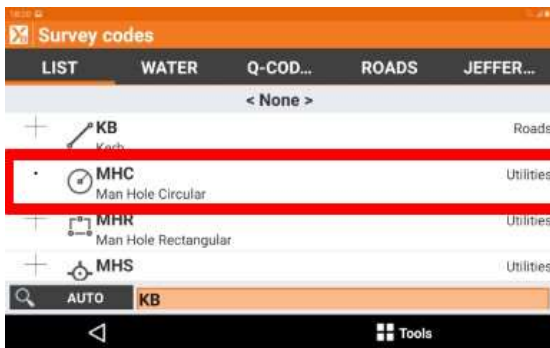 Survey codes
LIST WATER Q-COD... ROADS JEFFER...
< None >
KB Roads
Kerb
MHC Utilities
Man Hole Circular
MHR Utilities
Man Hole Rectangular
MHS Utilities
AUTO KB
Tools